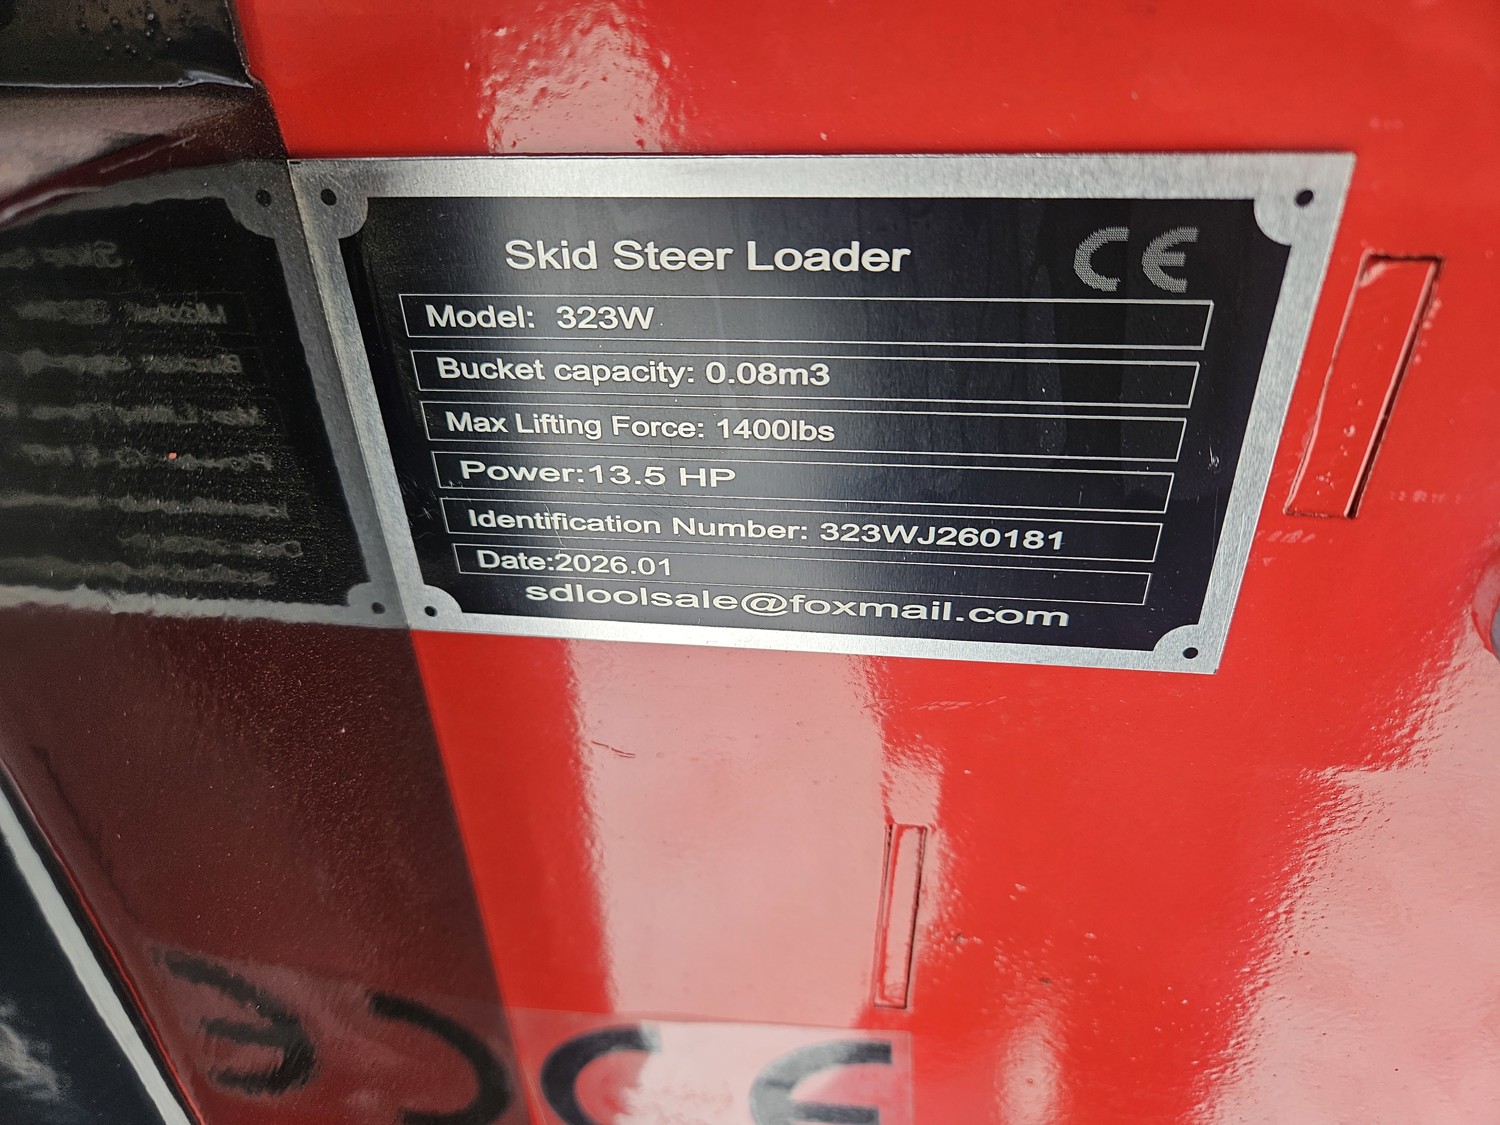 Skid Steer Loader CE
Model: 323W
Bucket capacity: 0.08m3
Max Lifting Force: 1400lbs
Power:13.5 HP
Identification Number: 323WJ260181
Date:2026.01
sdloolsale@foxmail.com
CE